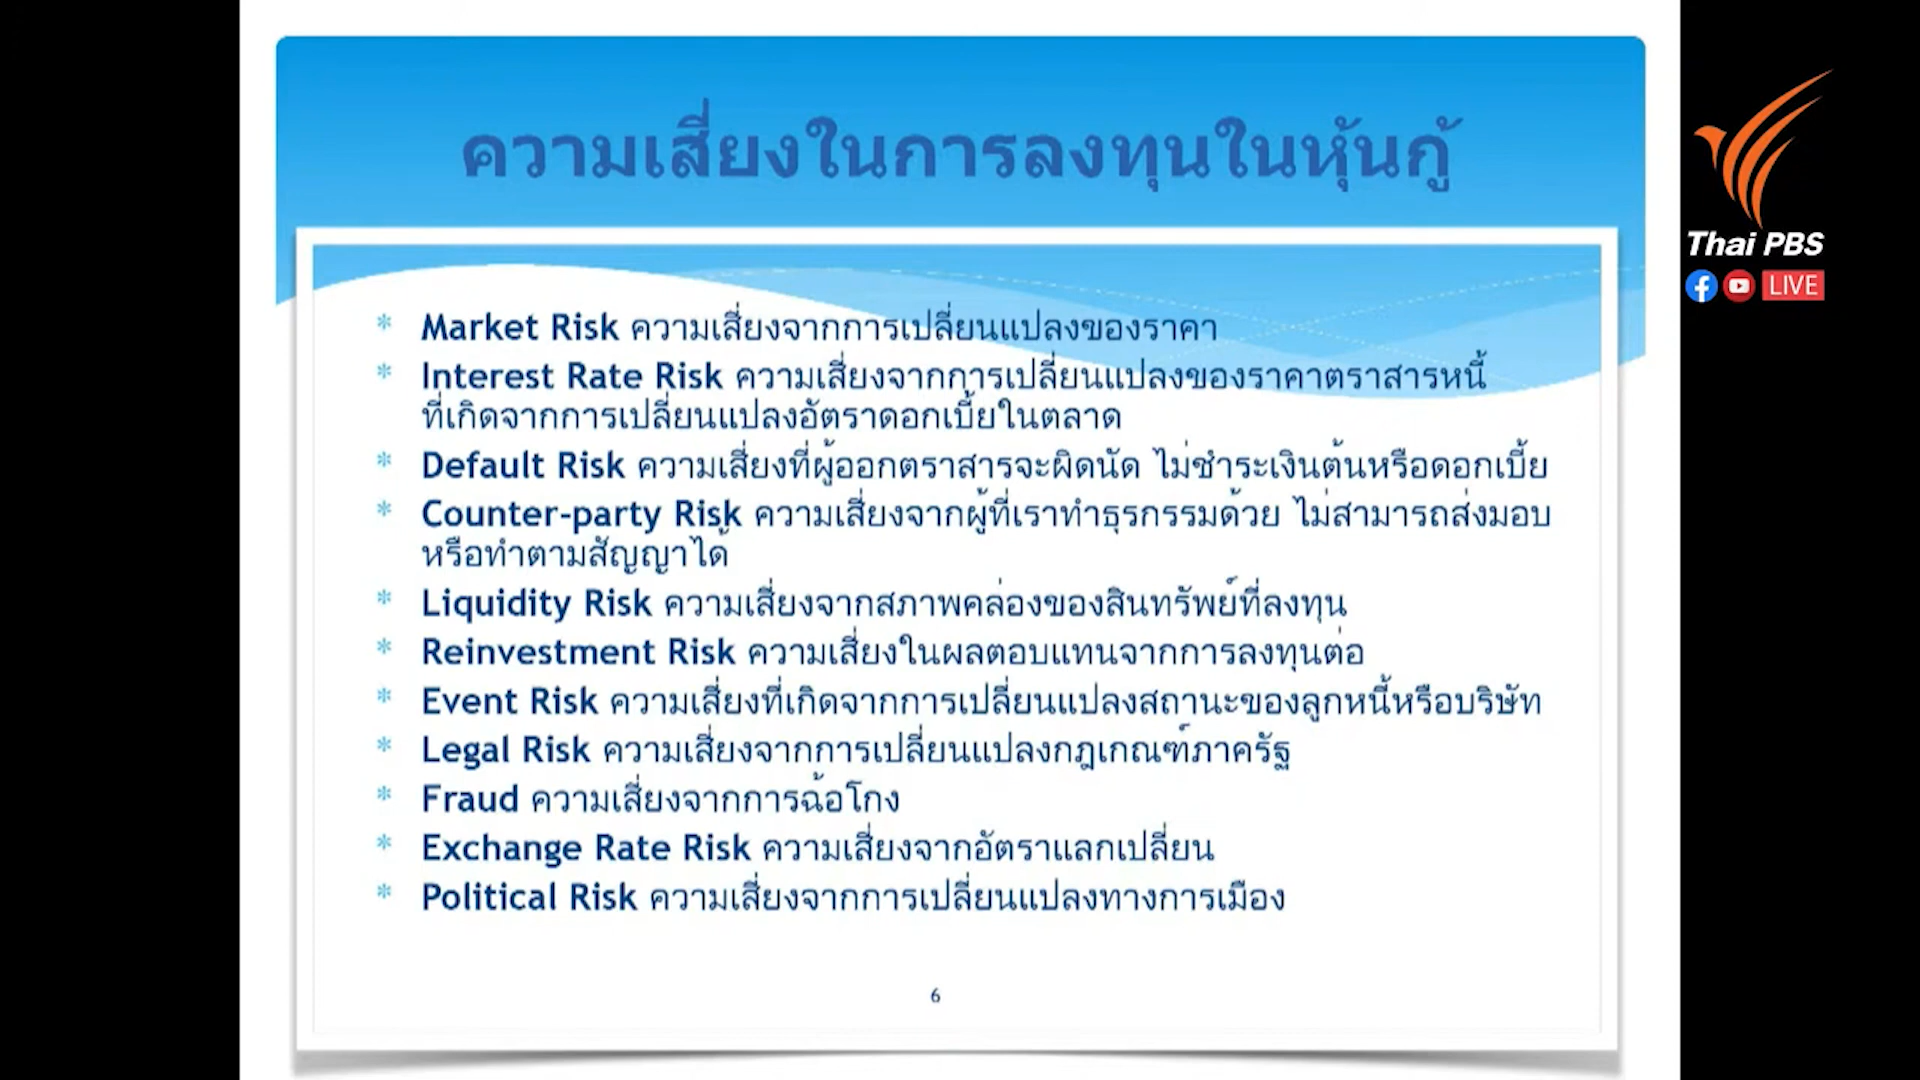 ความเสี่ยงในการลงทุนในหุ้นกู้
Thai PBS
LIVE
* Market Risk ความเสี่ยงจากการเปลี่ยนแปลงของราคา
* Interest Rate Risk ความเสี่ยงจากการเปลี่ยนแปลงของราคาตราสารหนี้
ที่เกิดจากการเปลี่ยนแปลงอัตราดอกเบี้ยในตลาด
* Default Risk ความเสี่ยงที่ผู้ออกตราสารจะผิดนัด ไม่ชำระเงินต้นหรือดอกเบี้ย
* Counter-party Risk ความเสี่ยงจากผู้ที่เราทำธุรกรรมด้วย ไม่สามารถส่งมอบ
หรือทำตามสัญญาได้
* Liquidity Risk ความเสี่ยงจากสภาพคล่องของสินทรัพย์ที่ลงทุน
* Reinvestment Risk ความเสี่ยงในผลตอบแทนจากการลงทุนต่อ
* Event Risk ความเสี่ยงที่เกิดจากการเปลี่ยนแปลงสถานะของลูกหนี้หรือบริษัท
* Legal Risk ความเสี่ยงจากการเปลี่ยนแปลงกฎเกณฑ์ภาครัฐ
* Fraud ความเสี่ยงจากการฉ้อโกง
* Exchange Rate Risk ความเสี่ยงจากอัตราแลกเปลี่ยน
* Political Risk ความเสี่ยงจากการเปลี่ยนแปลงทางการเมือง
6